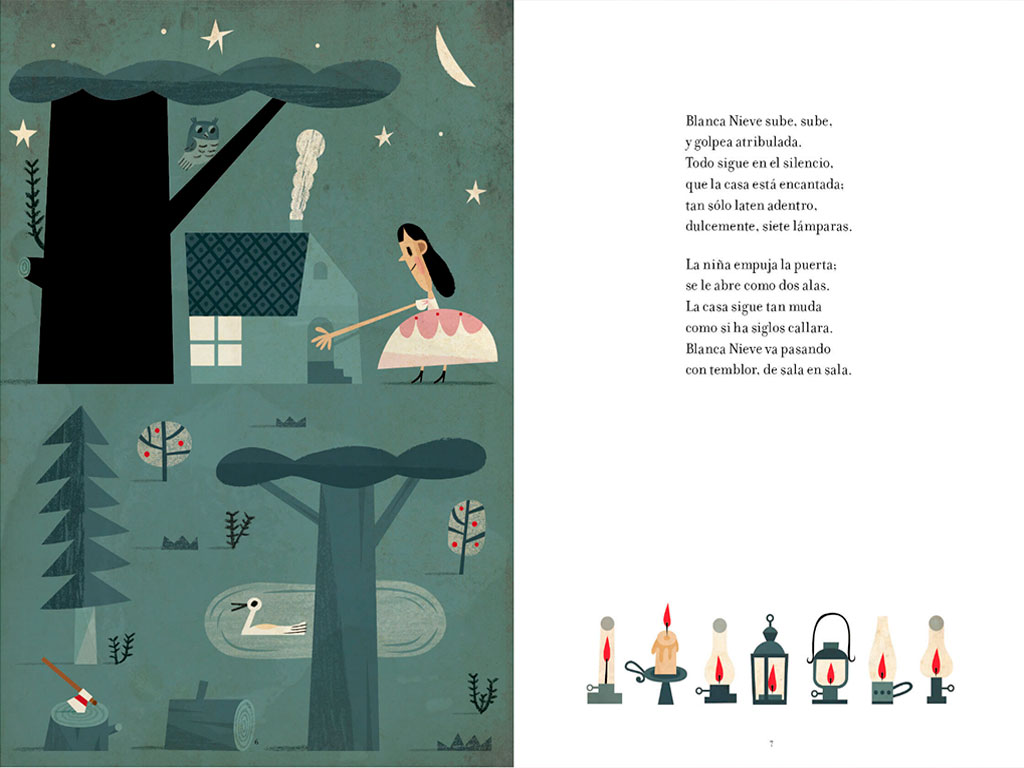 Blanca Nieve sube, sube,
y golpea atribulada.
Todo sigue en el silencio,
que la casa está encantada;
tan sólo laten adentro,
dulcemente, siete lámparas.
La niña empuja la puerta;
se le abre como dos alas.
La casa sigue tan muda
como si ha siglos callara.
Blanca Nieve va pasando
con temblor, de sala en sala.
6
7